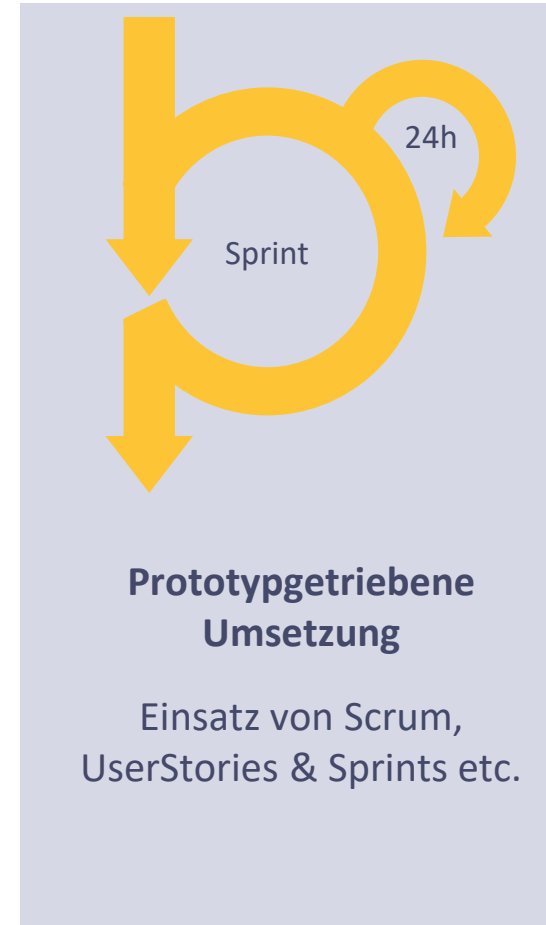 24h
Sprint
Prototypgetriebene
Umsetzung
Einsatz von Scrum,
UserStories & Sprints etc.